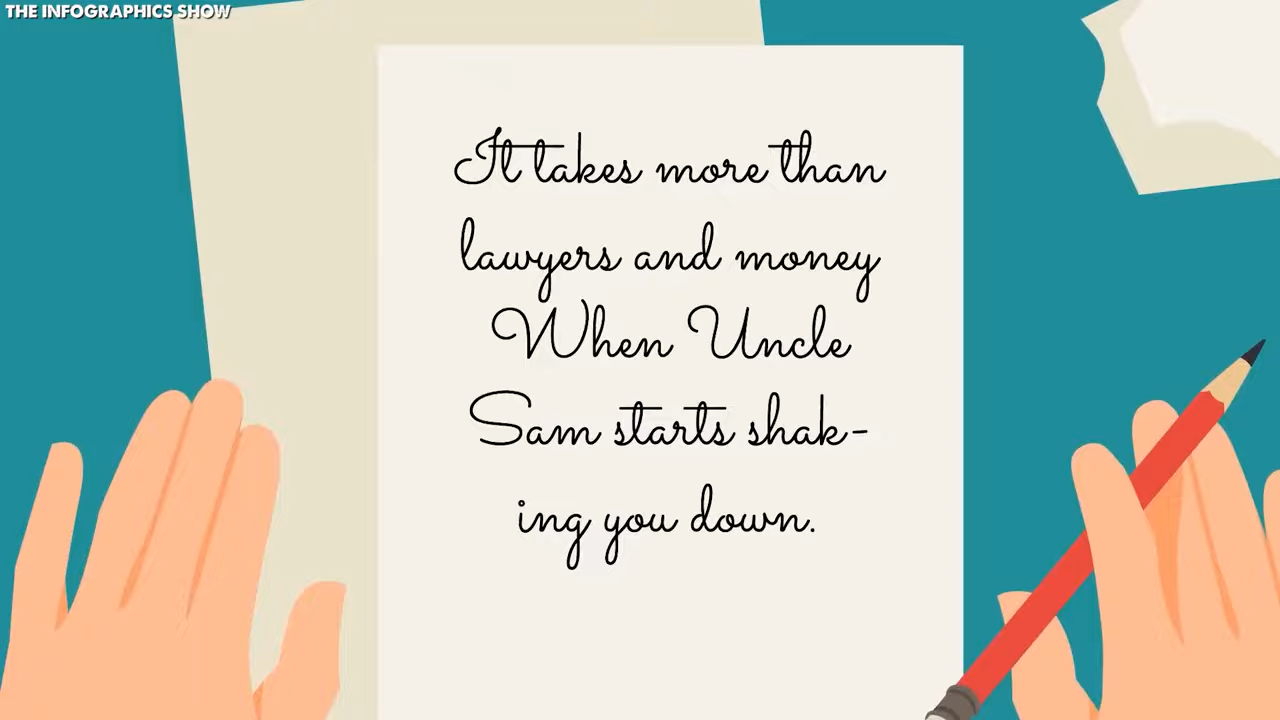 THE INFOGRAPHICS SHOW
It takes more than
lawyers and money
When Uncle
Sam starts shak-
ing you down.